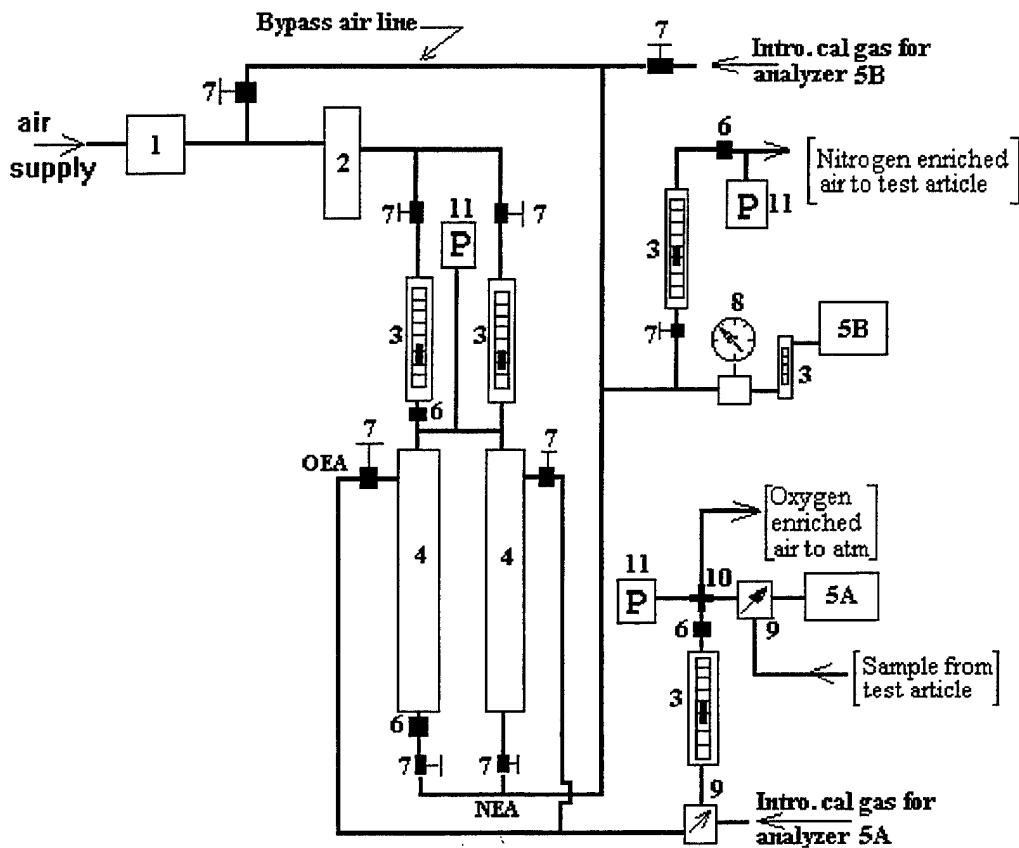 Bypass air line
7
Intro. cal gas for
analyzer 5B
7
air
supply
1
2
6
[Nitrogen enriched
air to test article]
P
11
7
11
7
P
3
8
5B
3
3
7
3
6
7
7
OEA
[Oxygen
enriched
air to atm]
4
4
11
10
P
5A
6
9
[Sample from
test article]
3
6
7
7
9
NEA
Intro. cal gas for
analyzer 5A